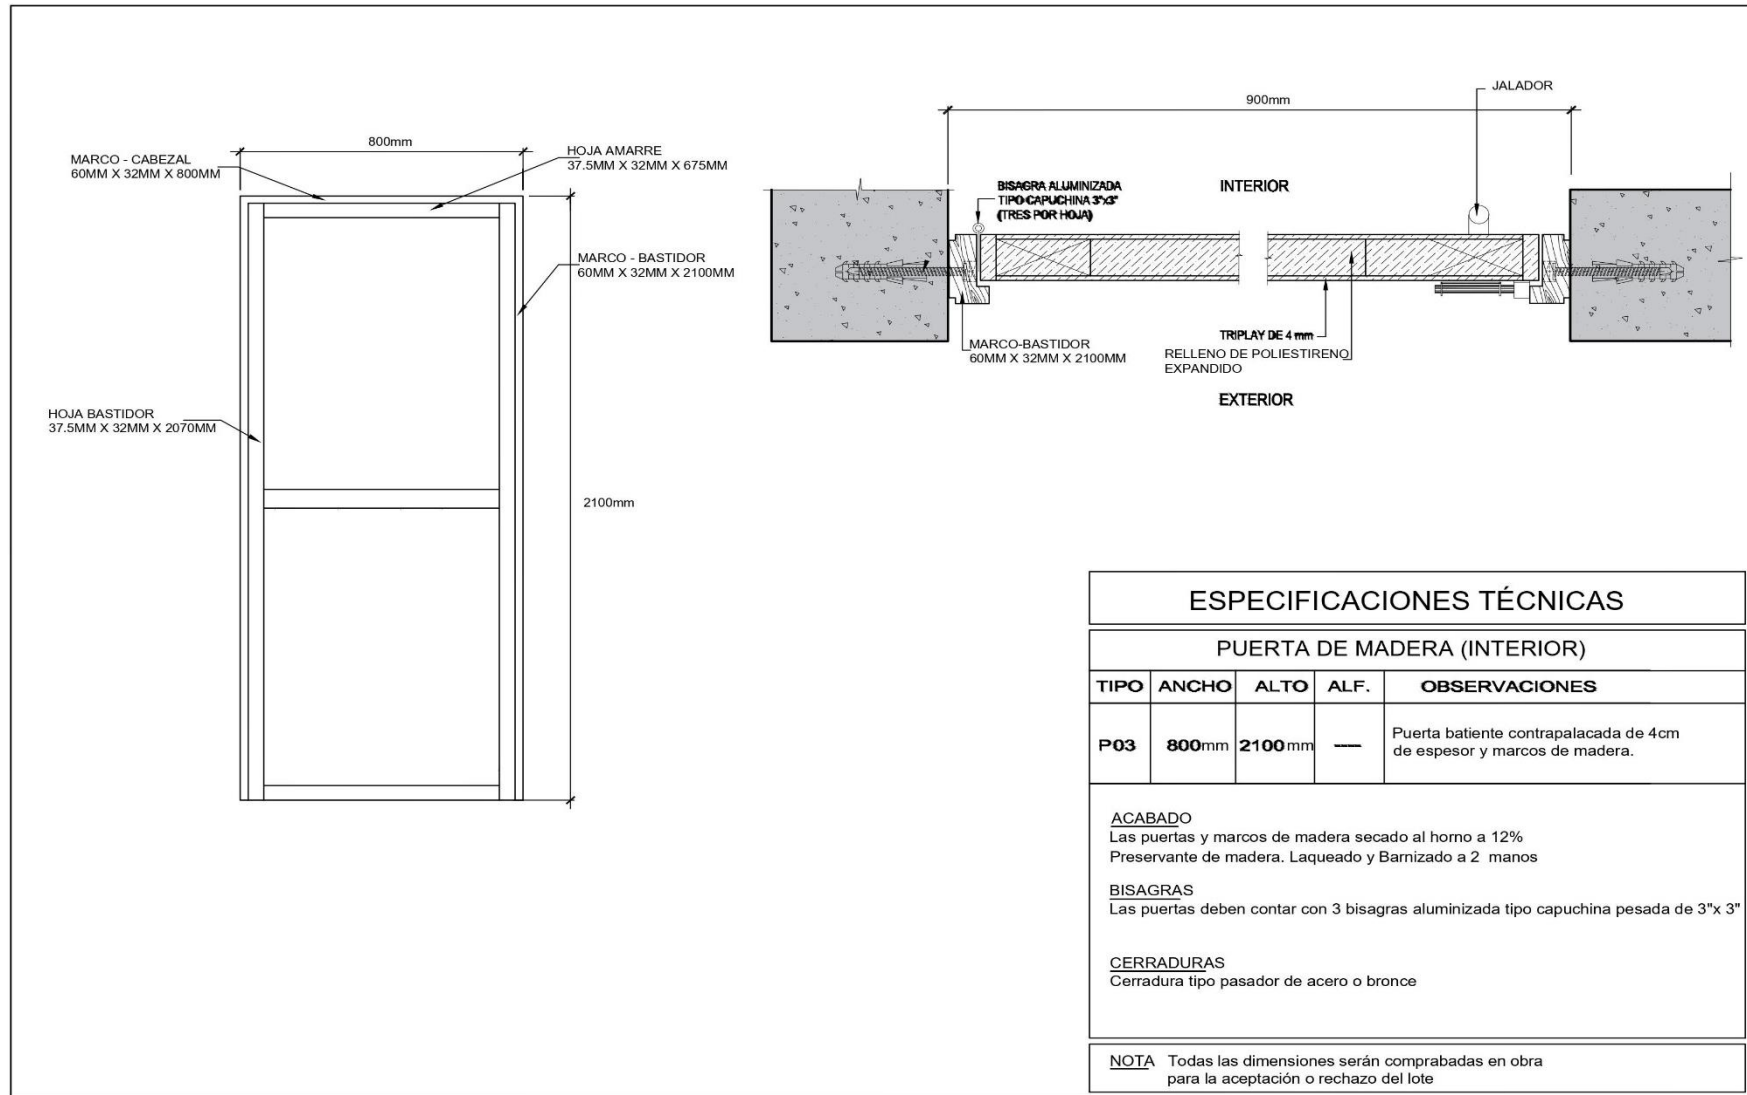 800mm
MARCO - CABEZAL
60MM X 32MM X 800MM
HOJA AMARRE
37.5MM X 32MM X 675MM
MARCO - BASTIDOR
60MM X 32MM X 2100MM
HOJA BASTIDOR
37.5MM X 32MM X 2070MM
2100mm
900mm
JALADOR
BISAGRA ALUMINIZADA
TIPO CAPUCHINA 3"x3"
(TRES POR HOJA)
INTERIOR
MARCO-BASTIDOR
60MM X 32MM X 2100MM
TRIPLAY DE 4 mm
RELLENO DE POLIESTIRENO
EXPANDIDO
EXTERIOR
ESPECIFICACIONES TÉCNICAS
PUERTA DE MADERA (INTERIOR)
TIPO ANCHO ALTO ALF. OBSERVACIONES
P03 800mm 2100mm ---- Puerta batiente contrapalacada de 4cm
de espesor y marcos de madera.
ACABADO
Las puertas y marcos de madera secado al horno a 12%
Preservante de madera. Laqueado y Barnizado a 2 manos
BISAGRAS
Las puertas deben contar con 3 bisagras aluminizada tipo capuchina pesada de 3"x 3"
CERRADURAS
Cerradura tipo pasador de acero o bronce
NOTA Todas las dimensiones serán comprabadas en obra
para la aceptación o rechazo del lote